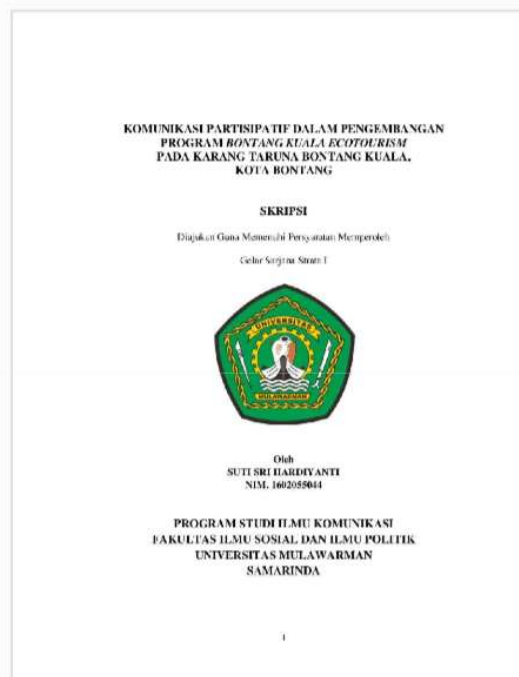 KOMUNIKASI PARTISIPATIF DALAM PENGEMBANGAN
PROGRAM BONTANG KUALA ECOTOURISM
PADA KARANG TARUNA BONTANG KUALA,
KOTA BONTANG
SKRIPSI
Diajukan Guna Memenuhi Persyaratan Memperoleh
Gelar Sarjana Strata I
UNIVERSITAS
MULAWARMAN
Oleh
SUTI SRI HARDIYANTI
NIM. 1602055044
PROGRAM STUDI ILMU KOMUNIKASI
FAKULTAS ILMU SOSIAL DAN ILMU POLITIK
UNIVERSITAS MULAWARMAN
SAMARINDA